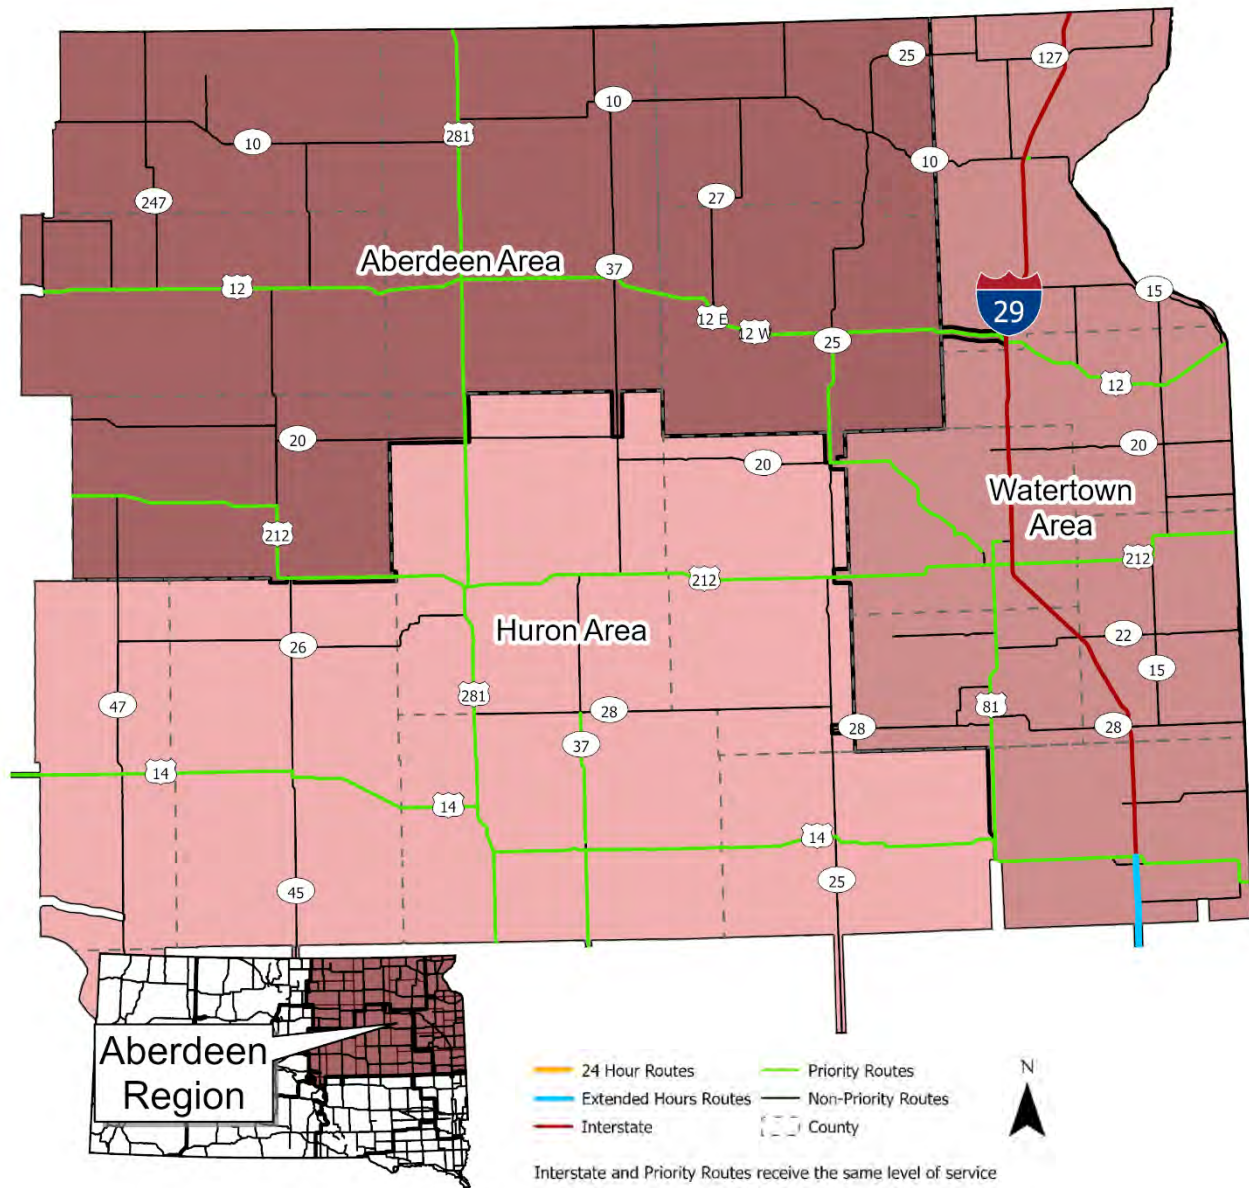 25
127
10
281
10
10
247
27
Aberdeen Area
37
12
15
29
12 E
12 W
25
12
20
20
20
Watertown
Area
212
212
212
Huron Area
26
22
15
47
281
28
81
28
28
37
14
14
14
45
25
Aberdeen
Region
24 Hour Routes
Extended Hours Routes
Interstate
Priority Routes
Non-Priority Routes
County
N
Interstate and Priority Routes receive the same level of service